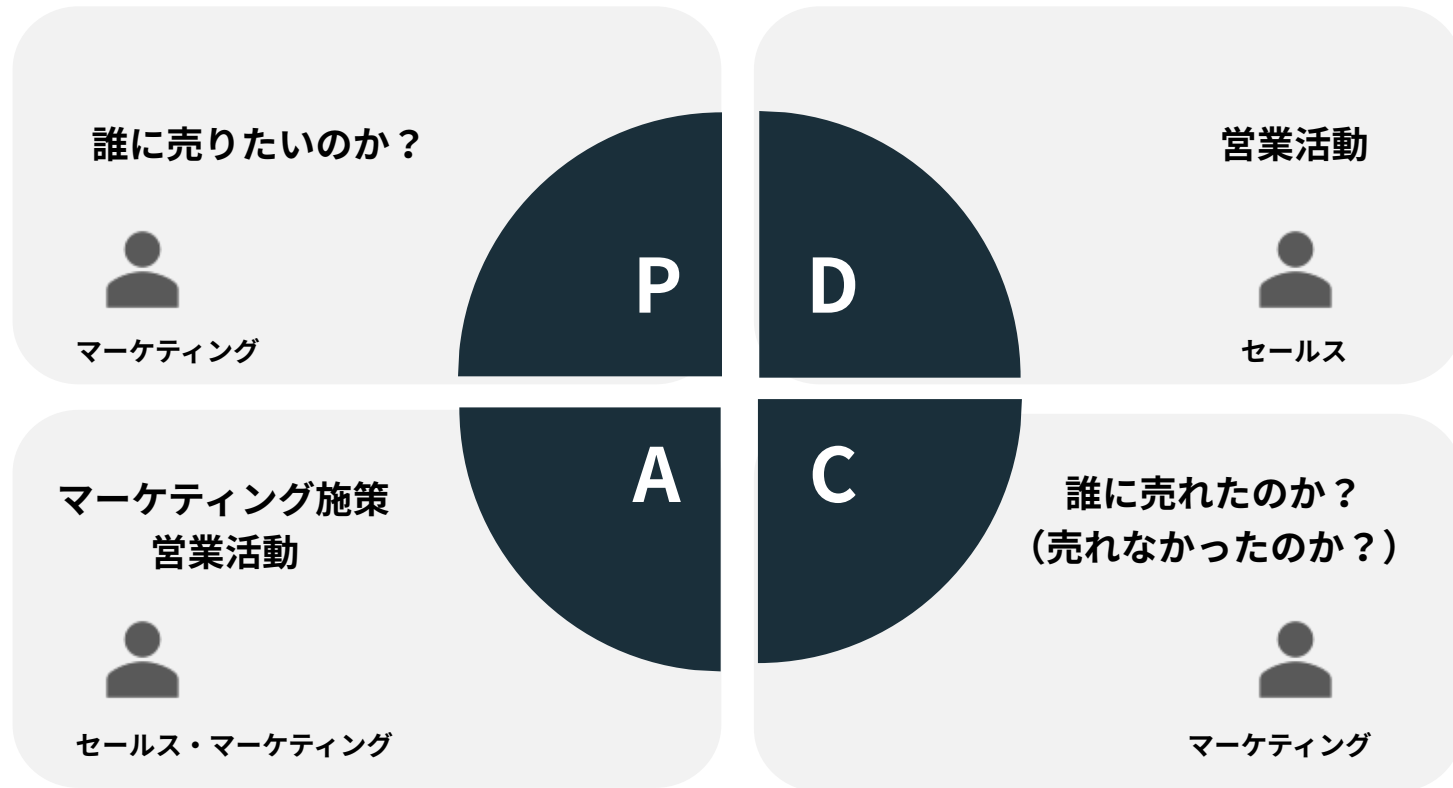 誰に売りたいのか？
マーケティング
P
D
営業活動
セールス
マーケティング施策
営業活動
セールス・マーケティング
A
C
誰に売れたのか？
（売れなかったのか？）
マーケティング